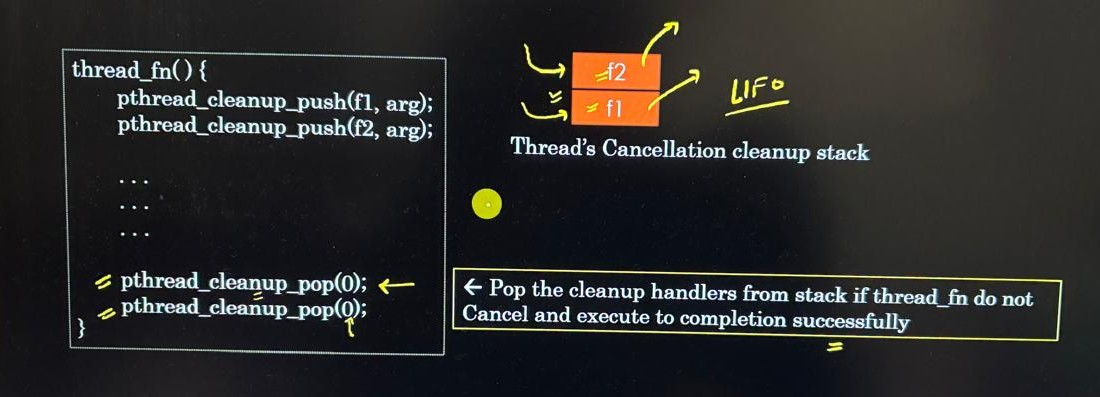 thread_fn() {
pthread_cleanup_push(f1, arg);
pthread_cleanup_push(f2, arg);
...
...
...
pthread_cleanup_pop(0);
pthread_cleanup_pop(0);
}
f2
f1
LIFO
Thread's Cancellation cleanup stack
← Pop the cleanup handlers from stack if thread_fn do not
Cancel and execute to completion successfully